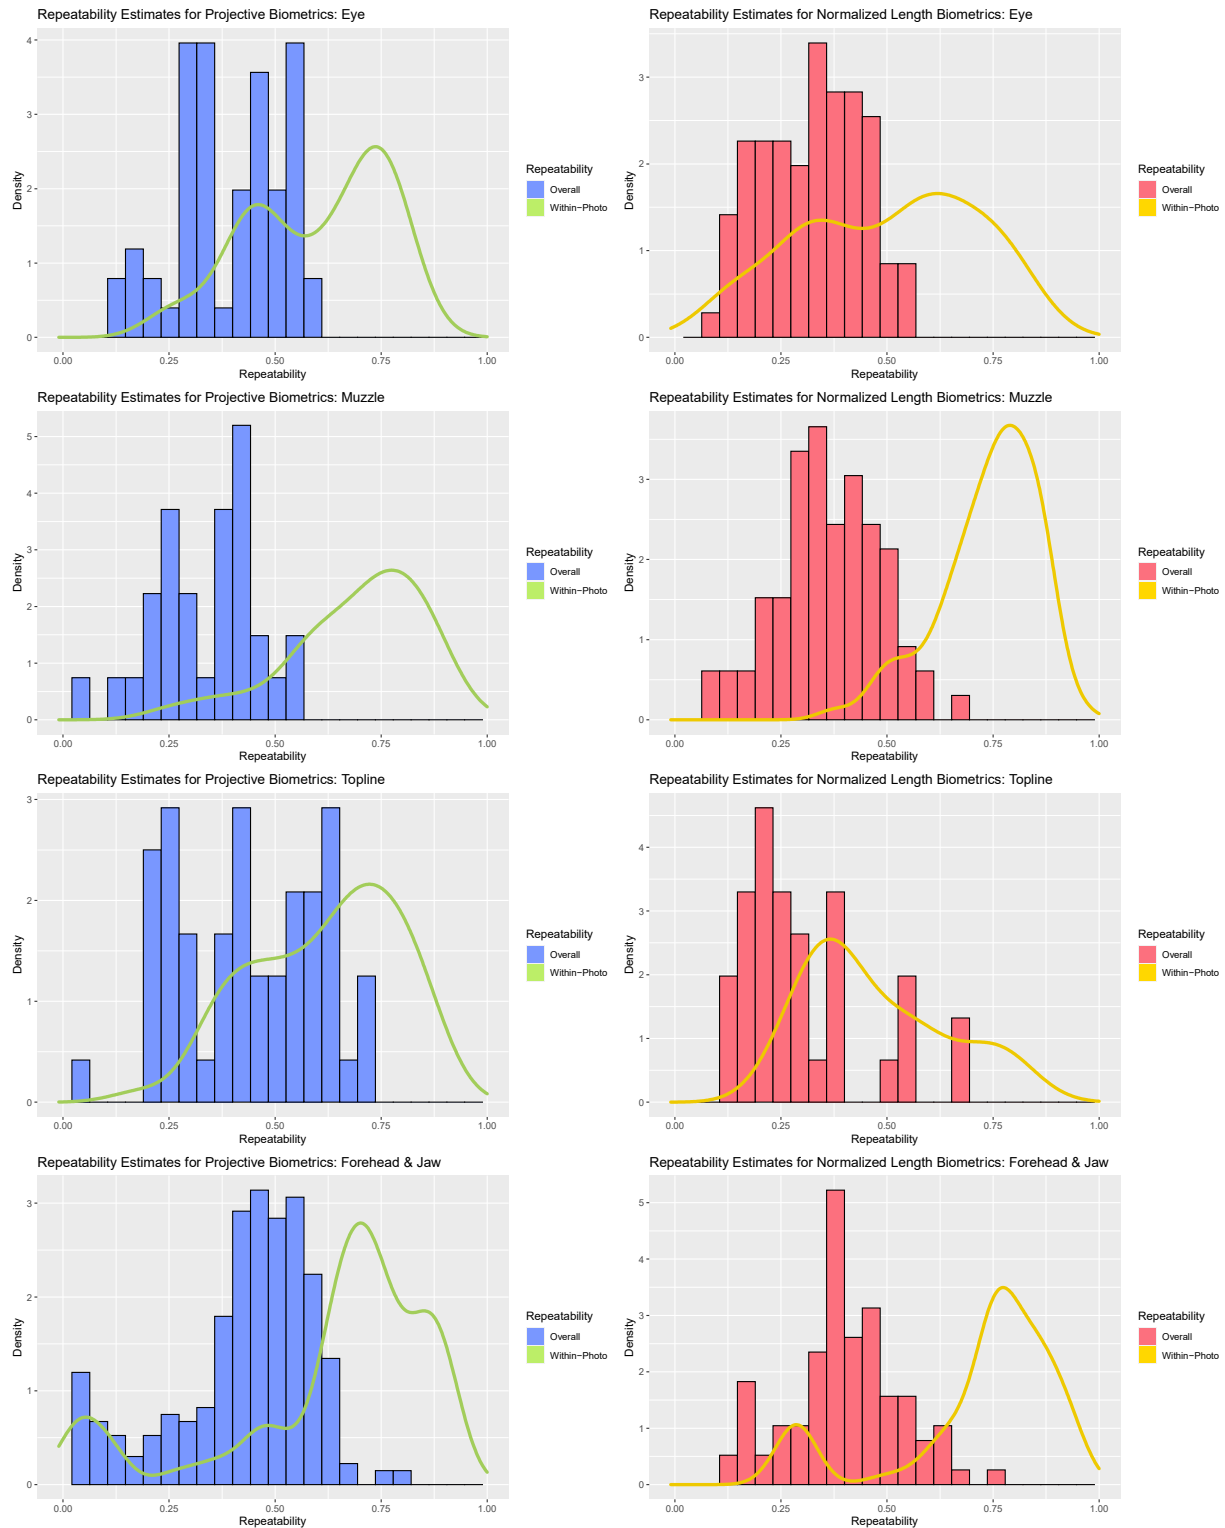 Repeatability Estimates for Projective Biometrics: Eye
4
3
2
1
0
Density
0.00 0.25 0.50 0.75 1.00
Repeatability
Repeatability
Overall
Within−Photo
Repeatability Estimates for Normalized Length Biometrics: Eye
3
2
1
0
Density
0.00 0.25 0.50 0.75 1.00
Repeatability
Repeatability
Overall
Within−Photo
Repeatability Estimates for Projective Biometrics: Muzzle
5
4
3
2
1
0
Density
0.00 0.25 0.50 0.75 1.00
Repeatability
Repeatability
Overall
Within−Photo
Repeatability Estimates for Normalized Length Biometrics: Muzzle
3
2
1
0
Density
0.00 0.25 0.50 0.75 1.00
Repeatability
Repeatability
Overall
Within−Photo
Repeatability Estimates for Projective Biometrics: Topline
3
2
1
0
Density
0.00 0.25 0.50 0.75 1.00
Repeatability
Repeatability
Overall
Within−Photo
Repeatability Estimates for Normalized Length Biometrics: Topline
4
3
2
1
0
Density
0.00 0.25 0.50 0.75 1.00
Repeatability
Repeatability
Overall
Within−Photo
Repeatability Estimates for Projective Biometrics: Forehead & Jaw
3
2
1
0
Density
0.00 0.25 0.50 0.75 1.00
Repeatability
Repeatability
Overall
Within−Photo
Repeatability Estimates for Normalized Length Biometrics: Forehead & Jaw
5
4
3
2
1
0
Density
0.00 0.25 0.50 0.75 1.00
Repeatability
Repeatability
Overall
Within−Photo